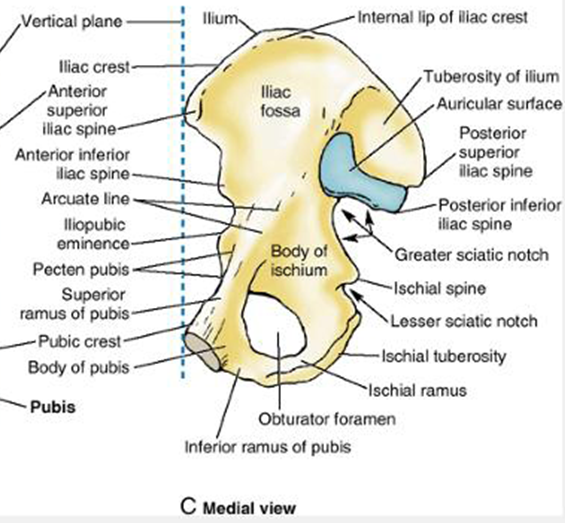 Vertical plane
Ilium
Internal lip of iliac crest
Iliac crest
Anterior
superior
iliac spine
Anterior inferior
iliac spine
Arcuate line
Iliopubic
eminence
Pecten pubis
Superior
ramus of pubis
Pubic crest
Body of pubis
Pubis
Iliac
fossa
Body of
ischium
Tuberosity of ilium
Auricular surface
Posterior
superior
iliac spine
Posterior inferior
iliac spine
Greater sciatic notch
Ischial spine
Lesser sciatic notch
Ischial tuberosity
Ischial ramus
Obturator foramen
Inferior ramus of pubis
C Medial view